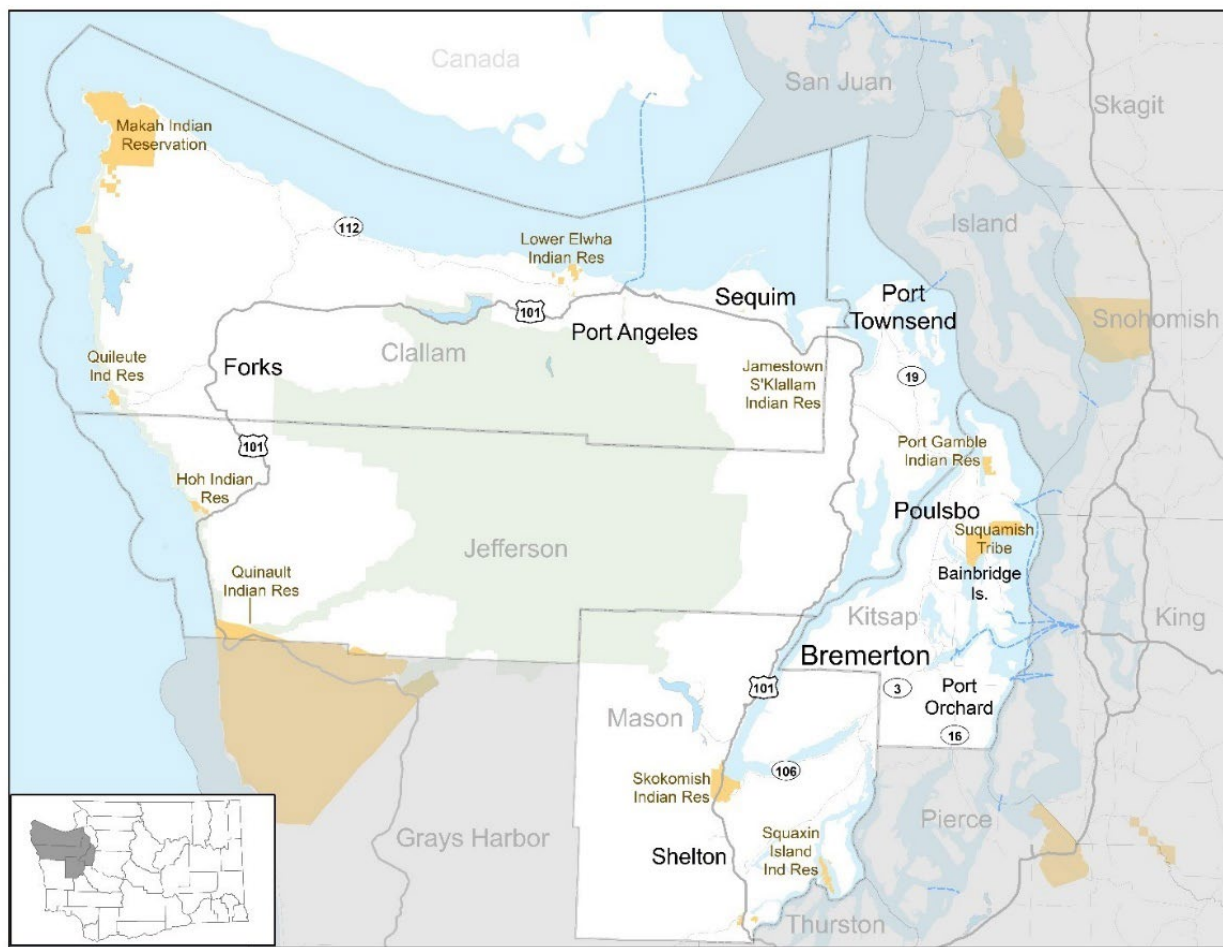 Canada
San Juan
Skagit
Makah Indian
Reservation
Island
112
Lower Elwha
Indian Res
Sequim
Port
Townsend
Snohomish
101
Port Angeles
Clallam
Forks
Quileute
Ind Res
Jamestown
S'Klallam
Indian Res
19
101
Port Gamble
Indian Res
Hoh Indian
Res
Poulsbo
Suquamish
Tribe
Jefferson
Bainbridge
Is.
Quinault
Indian Res
Kitsap
King
Bremerton
101
3
Port
Orchard
16
Mason
106
Skokomish
Indian Res
Pierce
Grays Harbor
Shelton
Squaxin
Island
Ind Res
Thurston